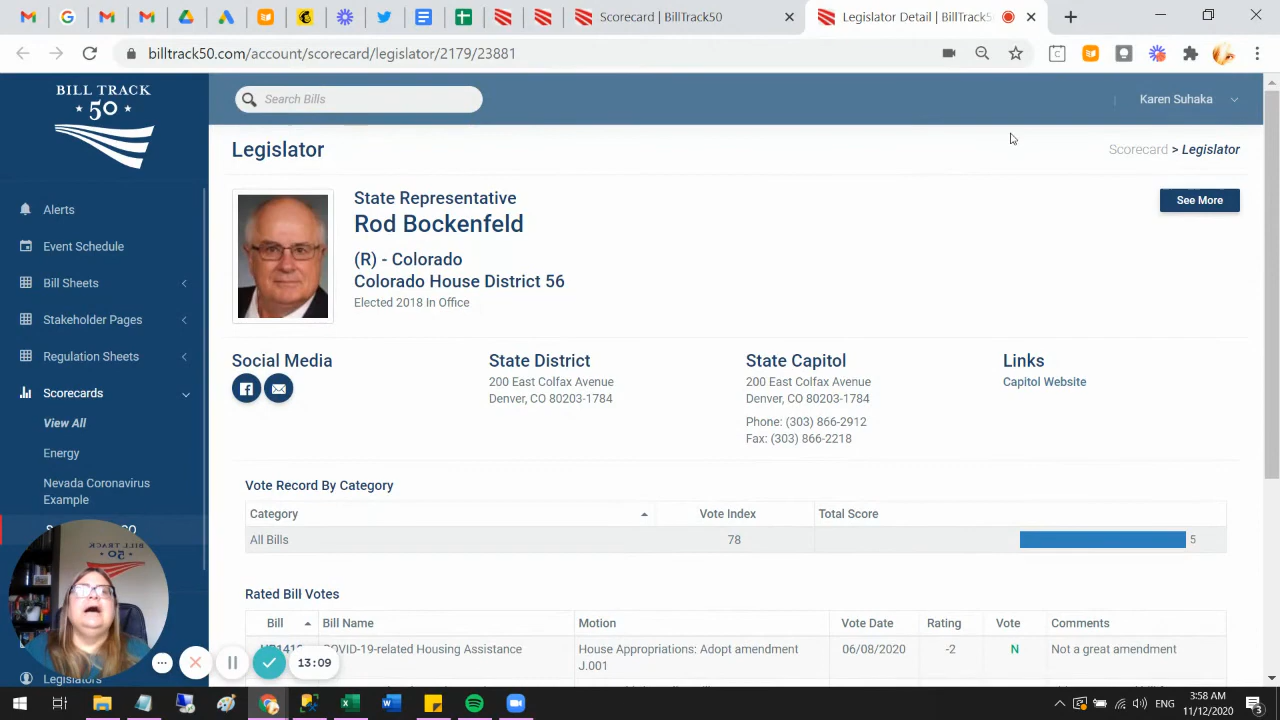 Scorecard | BillTrack50
Legislator Detail | BillTrack5
billtrack50.com/account/scorecard/legislator/2179/23881
BILL TRACK
50
Search Bills
Karen Suhaka
Legislator
Scorecard > Legislator
Alerts
Event Schedule
Bill Sheets
Stakeholder Pages
Regulation Sheets
Scorecards
View All
Energy
Nevada Coronavirus
Example
State Representative
Rod Bockenfeld
(R) - Colorado
Colorado House District 56
Elected 2018 In Office
See More
Social Media
State District
200 East Colfax Avenue
Denver, CO 80203-1784
State Capitol
200 East Colfax Avenue
Denver, CO 80203-1784
Phone: (303) 866-2912
Fax: (303) 866-2218
Links
Capitol Website
Vote Record By Category
Category Vote Index Total Score
All Bills 78 5
Rated Bill Votes
Bill Bill Name Motion Vote Date Rating Vote Comments
COVID-19-related Housing Assistance House Appropriations: Adopt amendment 06/08/2020 -2 N Not a great amendment
J.001
BILL TRACK
50
13:09
Legislators
ENG
3:58 AM
11/12/2020
3